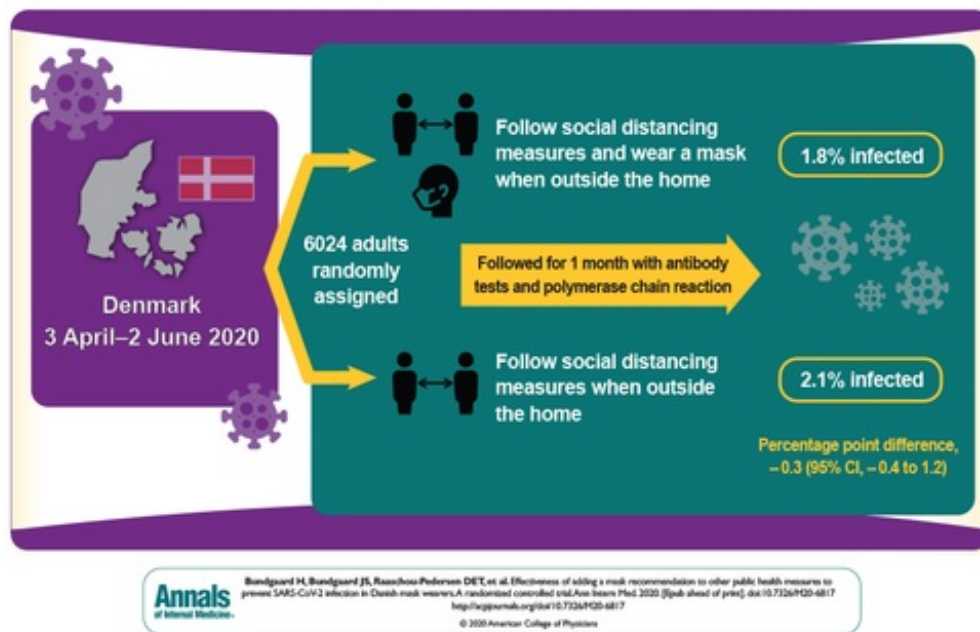 Denmark
3 April–2 June 2020
6024 adults
randomly
assigned
Follow social distancing
measures and wear a mask
when outside the home
1.8% infected
Followed for 1 month with antibody
tests and polymerase chain reaction
Follow social distancing
measures when outside
the home
2.1% infected
Percentage point difference,
–0.3 (95% CI, –0.4 to 1.2)
Annals
of Internal Medicine
Bundgaard H, Bundgaard JS, Raaschou-Pedersen DET, et al. Effectiveness of adding a mask recommendation to other public health measures to
prevent SARS-CoV-2 infection in Danish mask wearers. A randomized controlled trial. Ann Intern Med. 2020. [Epub ahead of print]. doi:10.7326/M20-6817
http://acpjournals.org/doi/10.7326/M20-6817
© 2020 American College of Physicians